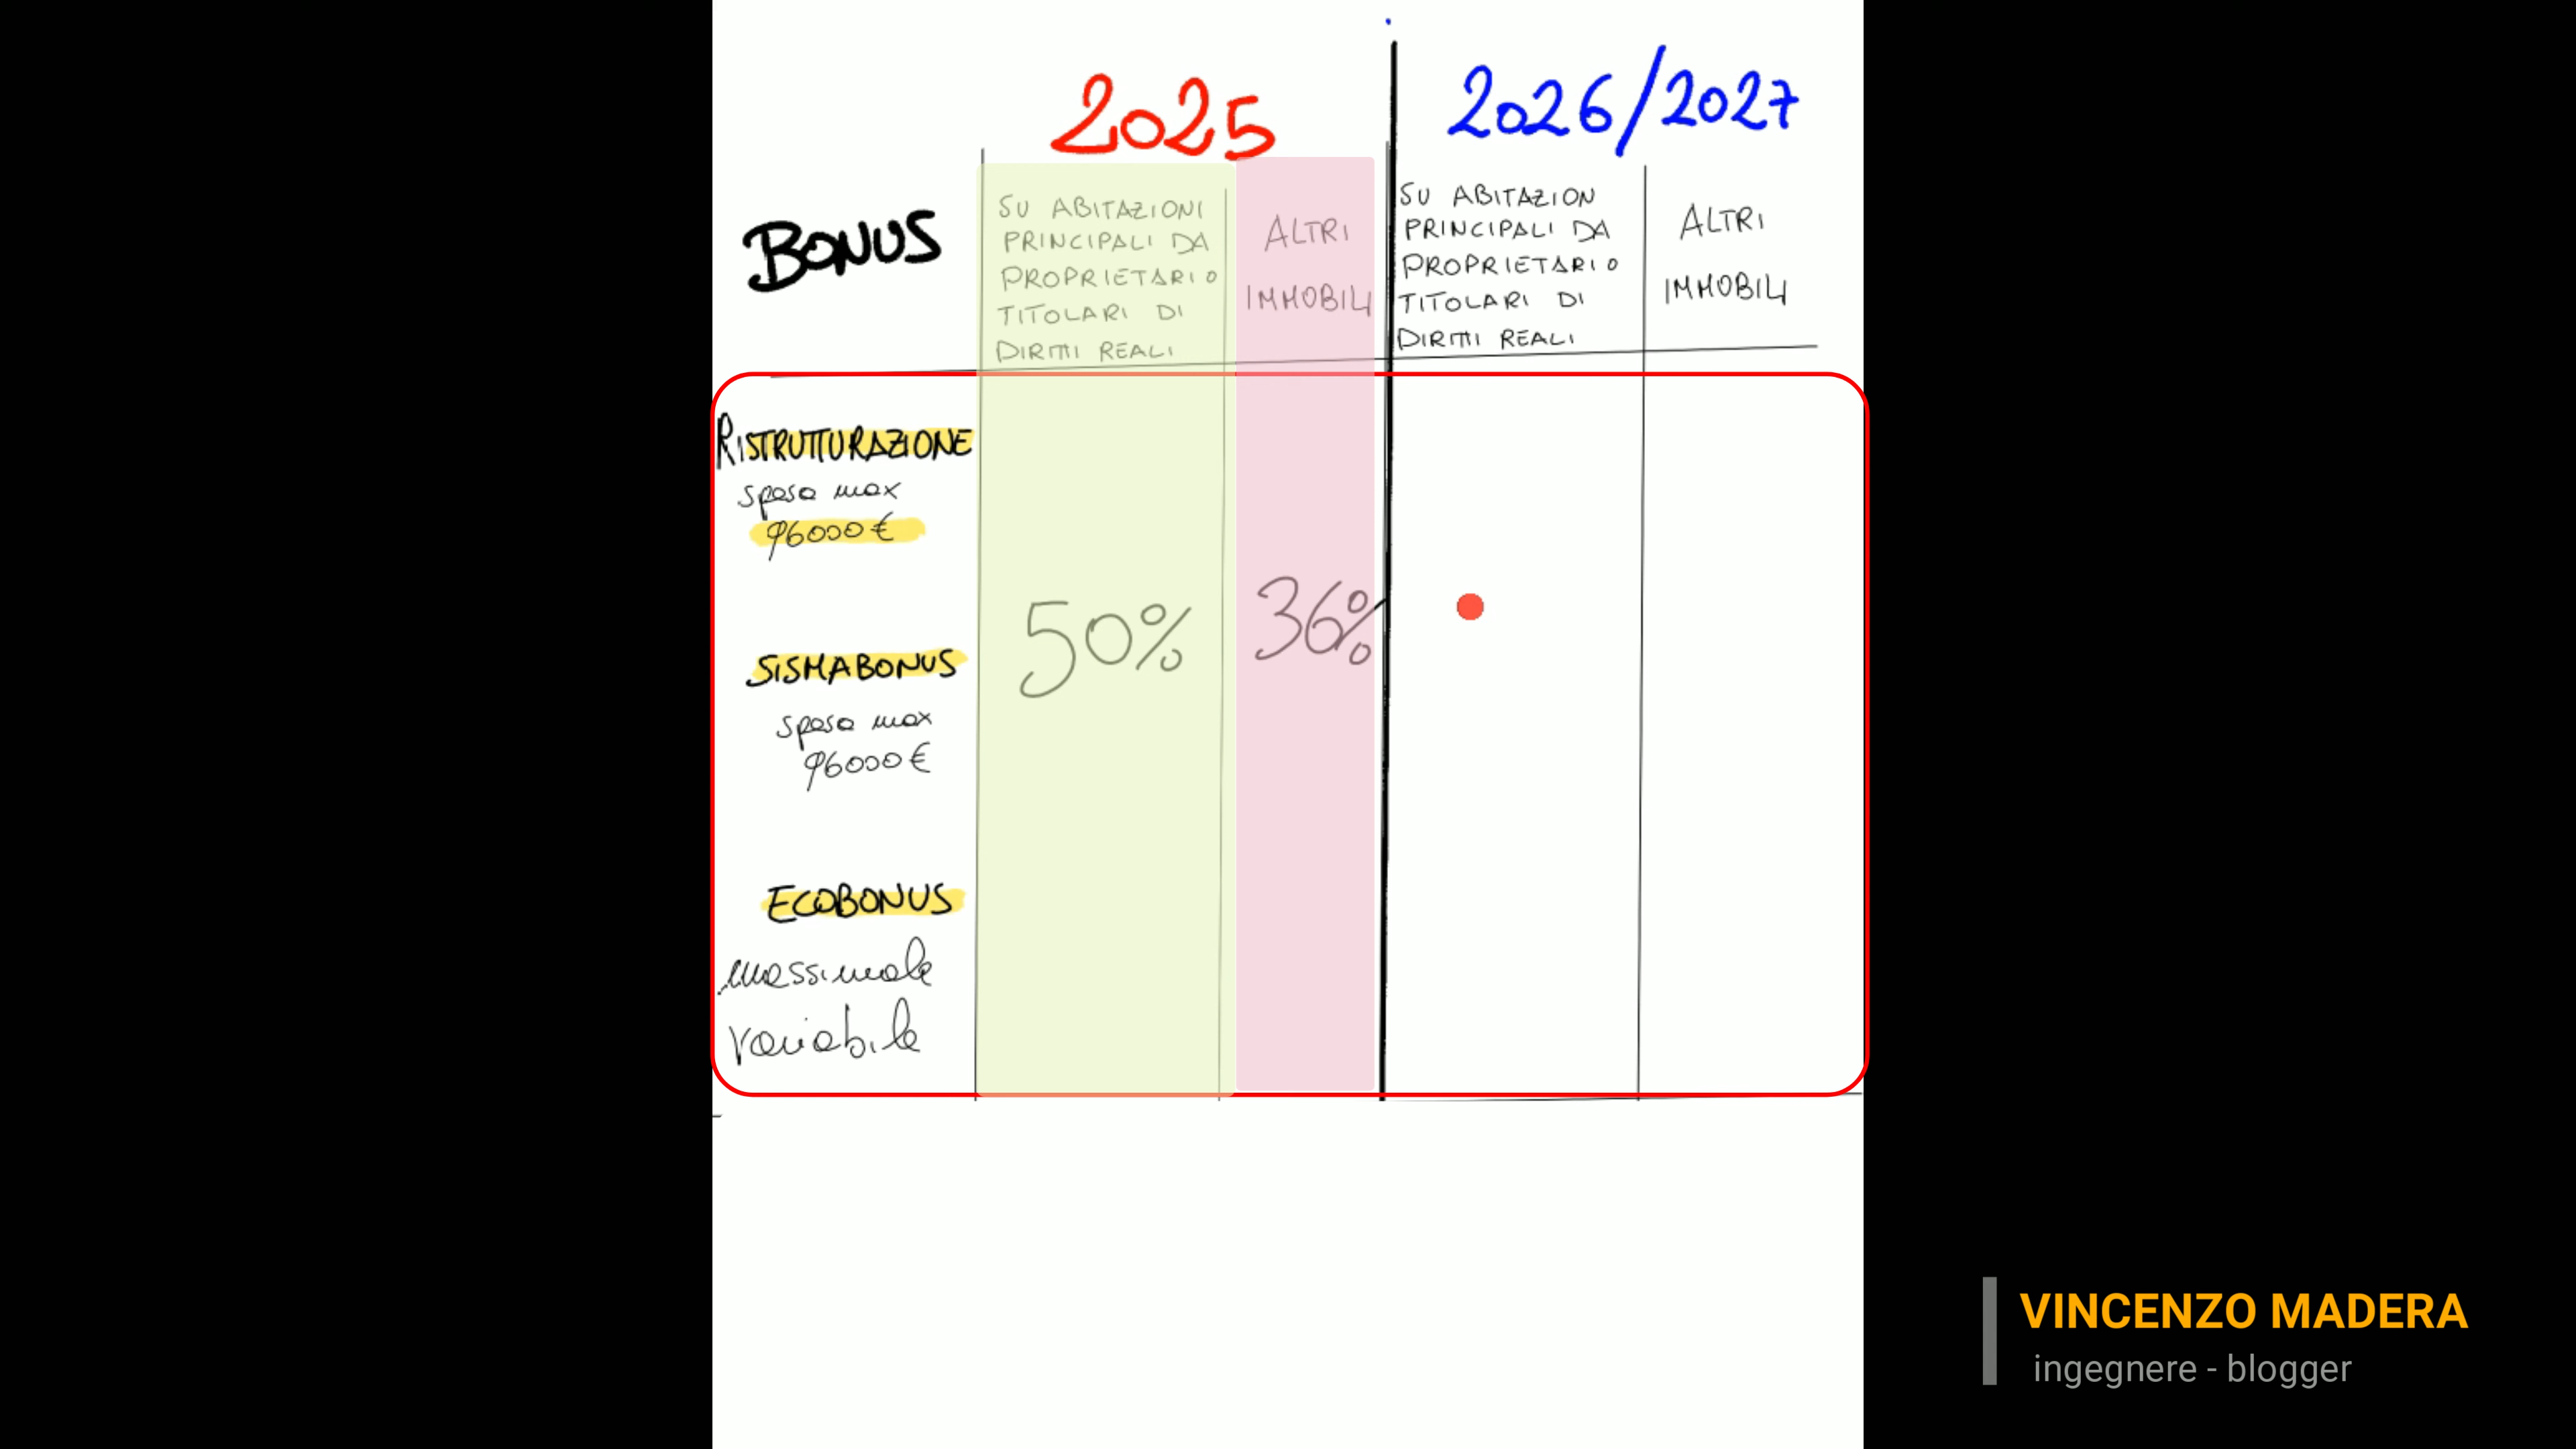 2025
2026/2027
BONUS
SU ABITAZIONI
PRINCIPALI DA
PROPRIETARIO
TITOLARI DI
DIRITTI REALI
ALTRI
IMMOBILI
SU ABITAZION
PRINCIPALI DA
PROPRIETARIO
TITOLARI DI
DIRITTI REALI
ALTRI
IMMOBILI
RISTRUTTURAZIONE
spesa max
96000 €
50%
36%
SISMABONUS
spesa max
96000 €
ECOBONUS
massimale
variabile
VINCENZO MADERA
ingegnere - blogger